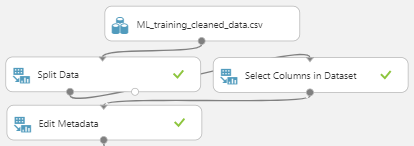 ML_training_cleaned_data.csv
Split Data
Select Columns in Dataset
Edit Metadata